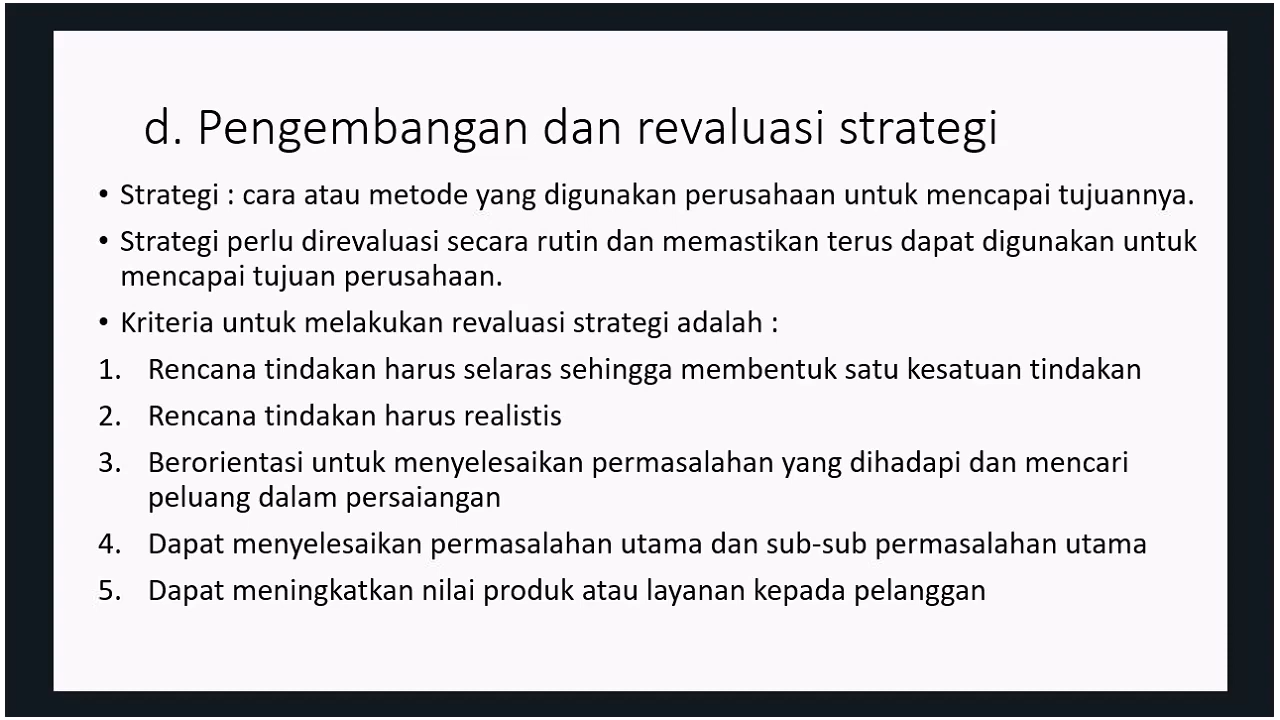 d. Pengembangan dan revaluasi strategi
• Strategi : cara atau metode yang digunakan perusahaan untuk mencapai tujuannya.
• Strategi perlu direvaluasi secara rutin dan memastikan terus dapat digunakan untuk
mencapai tujuan perusahaan.
• Kriteria untuk melakukan revaluasi strategi adalah :
1. Rencana tindakan harus selaras sehingga membentuk satu kesatuan tindakan
2. Rencana tindakan harus realistis
3. Berorientasi untuk menyelesaikan permasalahan yang dihadapi dan mencari
peluang dalam persaiangan
4. Dapat menyelesaikan permasalahan utama dan sub-sub permasalahan utama
5. Dapat meningkatkan nilai produk atau layanan kepada pelanggan